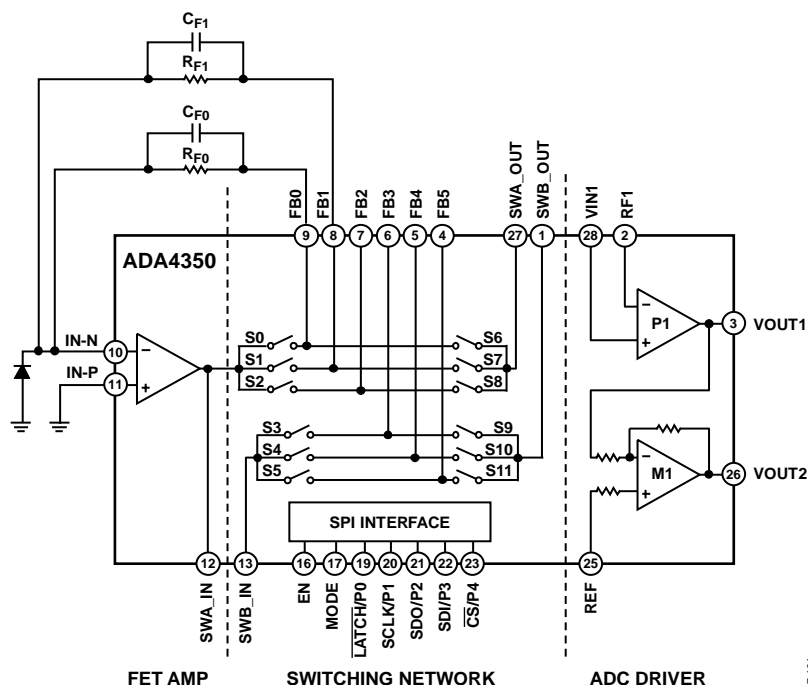 CF1
RF1
CF0
RF0
FB0
FB1
FB2
FB3
FB4
FB5
SWA_OUT
SWB_OUT
VIN1
RF1
9
8
7
6
5
4
27
1
28
2
ADA4350
S0
S6
P1
3
VOUT1
IN-N
10
S1
S7
IN-P
11
S2
S8
S3
S9
S4
S10
M1
26
VOUT2
S5
S11
SPI INTERFACE
12
13
16
17
19
20
21
22
23
25
SWA_IN
SWB_IN
EN
MODE
LATCH/P0
SCLK/P1
SDO/P2
SDI/P3
CS/P4
REF
FET AMP
SWITCHING NETWORK
ADC DRIVER